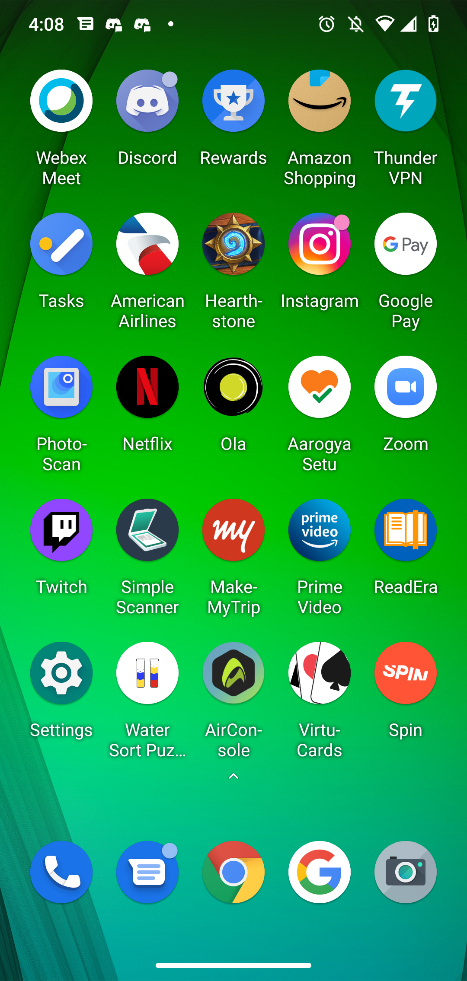 4:08
Webex Meet
Discord
Rewards
Amazon Shopping
Thunder VPN
Tasks
American Airlines
Hearth-
stone
Instagram
G Pay
Google Pay
Photo-
Scan
Netflix
Ola
Aarogya Setu
Zoom
Twitch
Simple Scanner
my
Make-
MyTrip
prime video
Prime Video
ReadEra
Settings
Water Sort Puz...
AirCon-
sole
Virtu-
Cards
SPIN
Spin